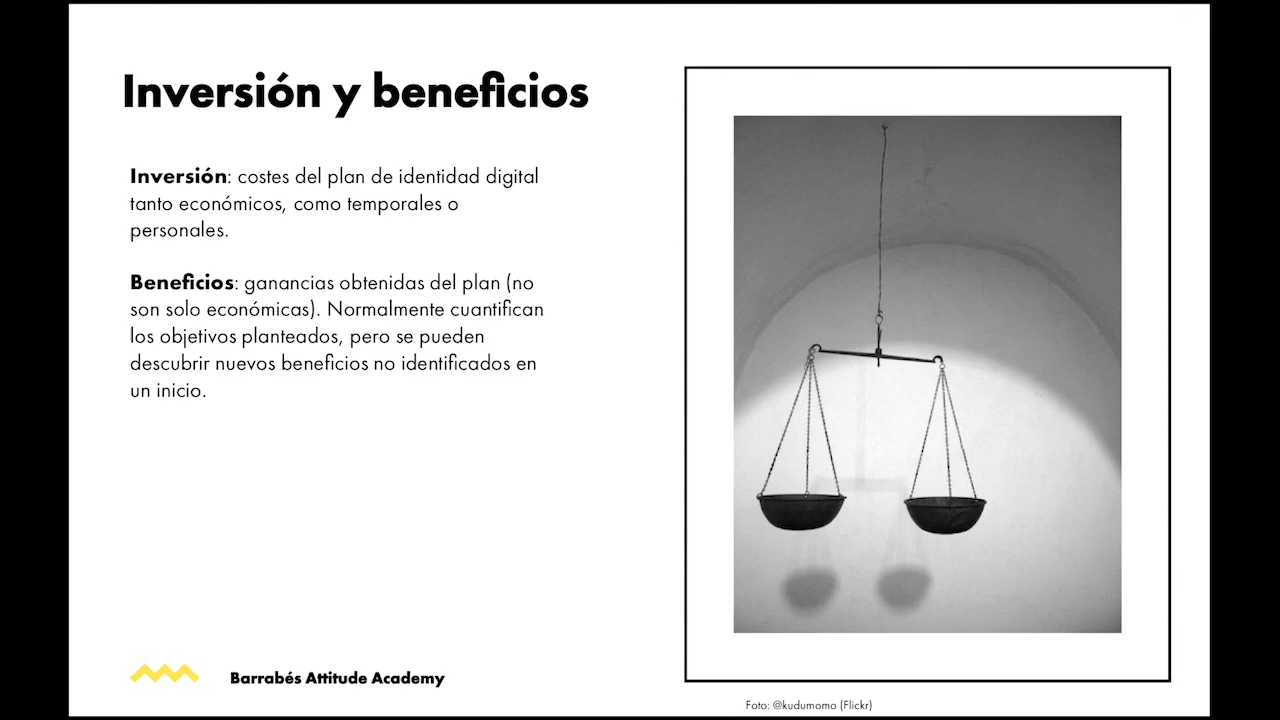 Inversión y beneficios
Inversión: costes del plan de identidad digital
tanto económicos, como temporales o
personales.
Beneficios: ganancias obtenidas del plan (no
son solo económicas). Normalmente cuantifican
los objetivos planteados, pero se pueden
descubrir nuevos beneficios no identificados en
un inicio.
Barrabés Attitude Academy
Foto: @kudumomo (Flickr)